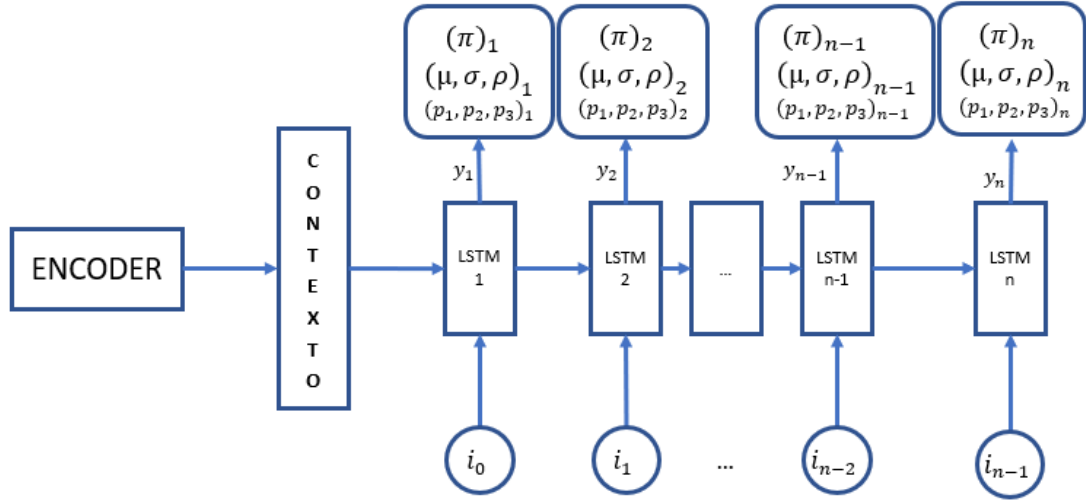 (π)₁
(μ, σ, ρ)₁
(p₁, p₂, p₃)₁
(π)₂
(μ, σ, ρ)₂
(p₁, p₂, p₃)₂
(π)ₙ₋₁
(μ, σ, ρ)ₙ₋₁
(p₁, p₂, p₃)ₙ₋₁
(π)ₙ
(μ, σ, ρ)ₙ
(p₁, p₂, p₃)ₙ
y₁
y₂
yₙ₋₁
yₙ
ENCODER
CONTEXTO
LSTM
1
LSTM
2
...
LSTM
n-1
LSTM
n
i₀
i₁
...
iₙ₋₂
iₙ₋₁